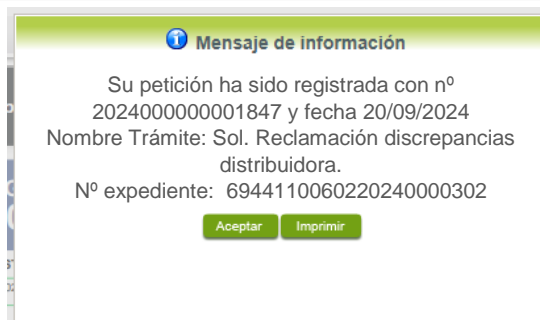 Mensaje de información
Su petición ha sido registrada con nº
2024000000001847 y fecha 20/09/2024
Nombre Trámite: Sol. Reclamación discrepancias
distribuidora.
Nº expediente: 6944110060220240000302
Aceptar Imprimir